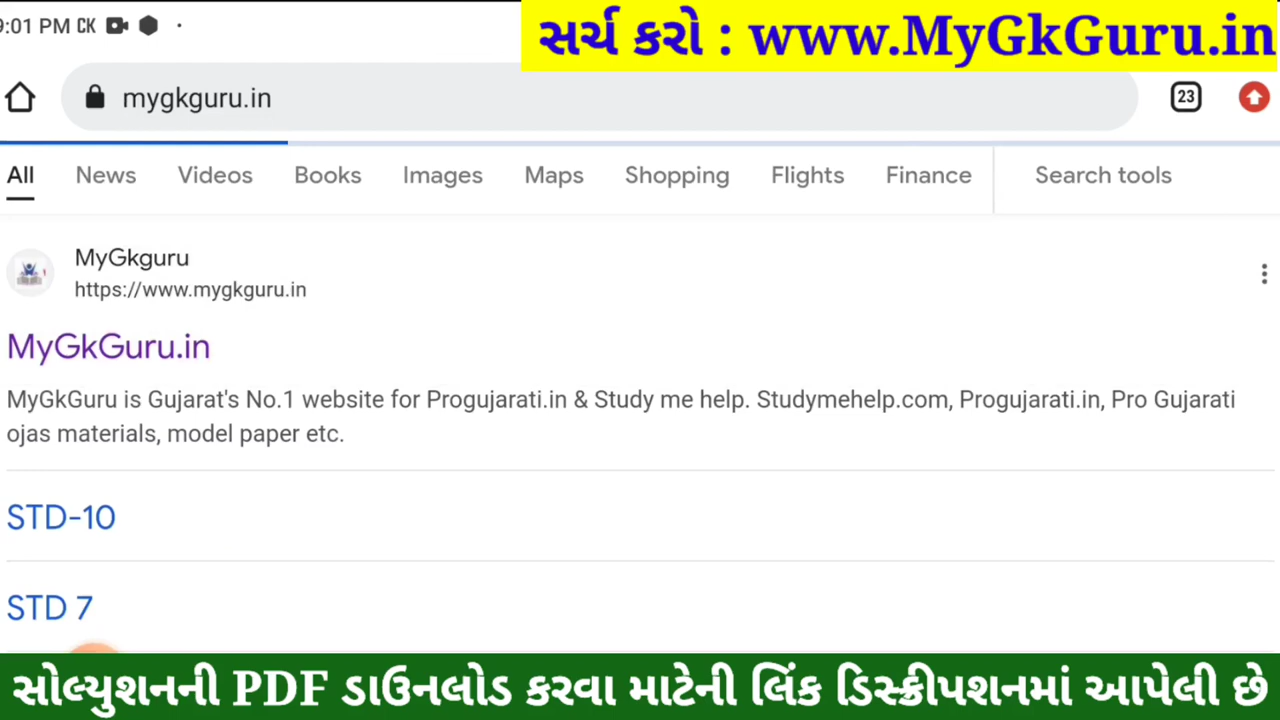 9:01 PM CK
સર્ચ કરો : www.MyGkGuru.in
mygkguru.in
23
All News Videos Books Images Maps Shopping Flights Finance Search tools
MyGkguru
https://www.mygkguru.in
MyGkGuru.in
MyGkGuru is Gujarat's No.1 website for Progujarati.in & Study me help. Studymehelp.com, Progujarati.in, Pro Gujarati
ojas materials, model paper etc.
STD-10
STD 7
સોલ્યુશનની PDF ડાઉનલોડ કરવા માટેની લિંક ડિસ્ક્રીપશનમાં આપેલી છે